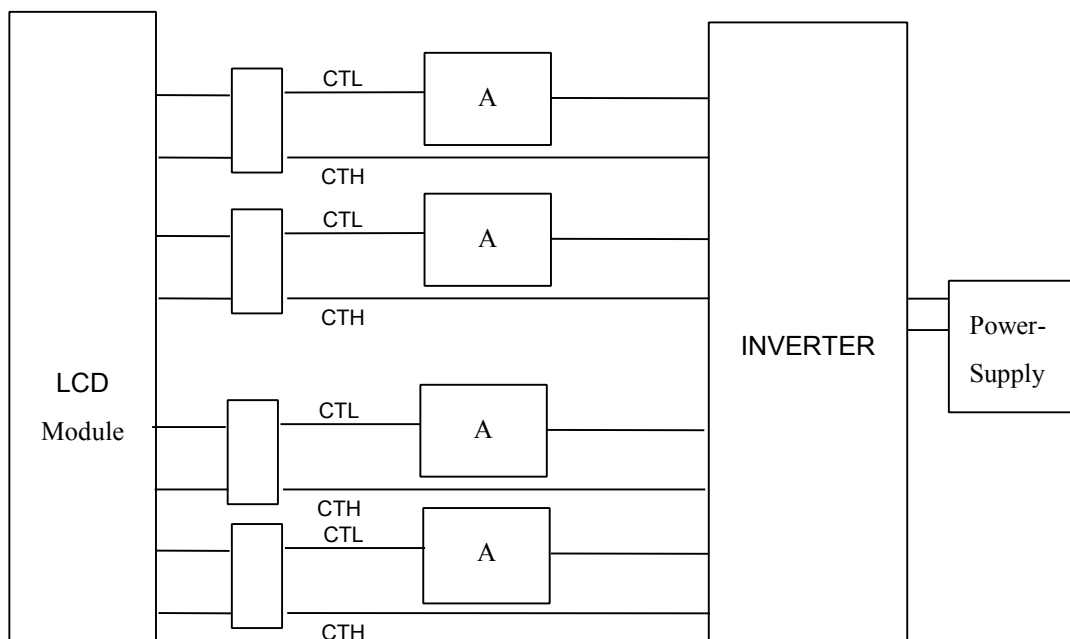 CTL
A
CTH
CTL
A
CTH
LCD
Module
CTL
A
CTH
CTL
A
CTH
INVERTER
Power-
Supply